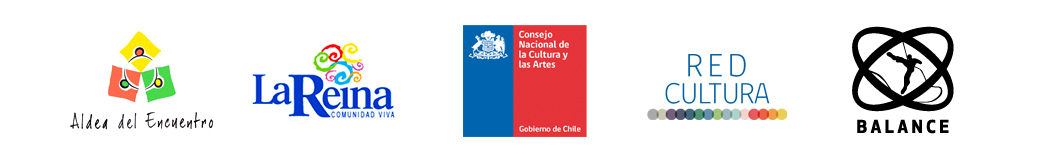 Aldea del Encuentro
LaReina
COMUNIDAD VIVA
Consejo
Nacional de
la Cultura y
las Artes
Gobierno de Chile
RED
CULTURA
BALANCE